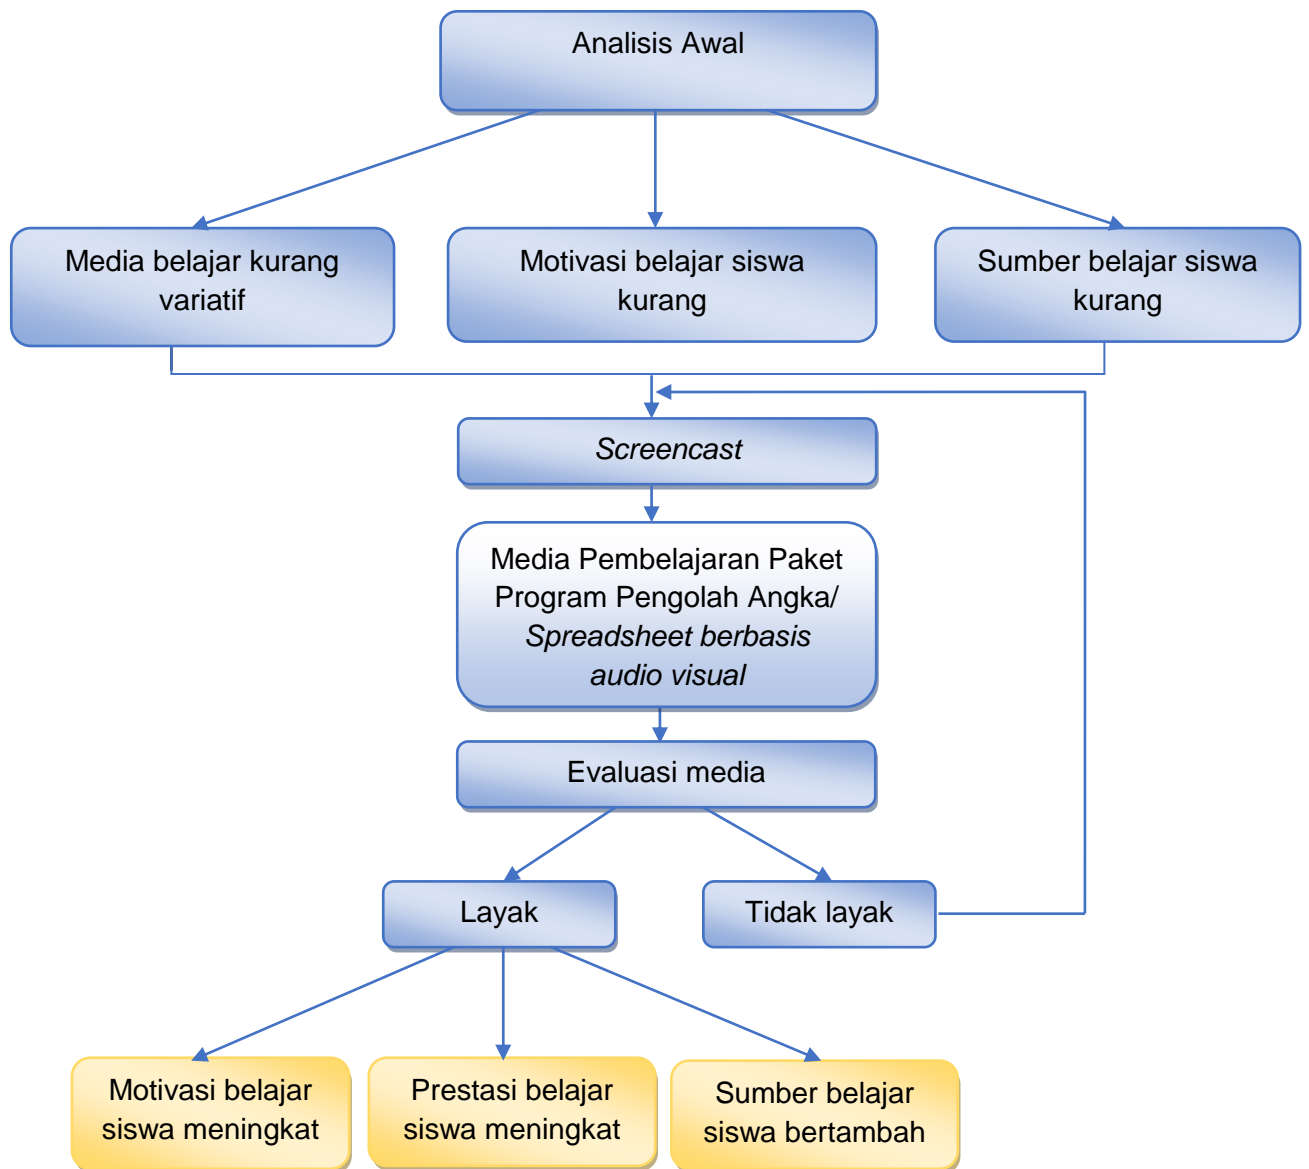 Analisis Awal
Media belajar kurang
variatif
Motivasi belajar siswa
kurang
Sumber belajar siswa
kurang
Screencast
Media Pembelajaran Paket
Program Pengolah Angka/
Spreadsheet berbasis
audio visual
Evaluasi media
Layak
Tidak layak
Motivasi belajar
siswa meningkat
Prestasi belajar
siswa meningkat
Sumber belajar
siswa bertambah